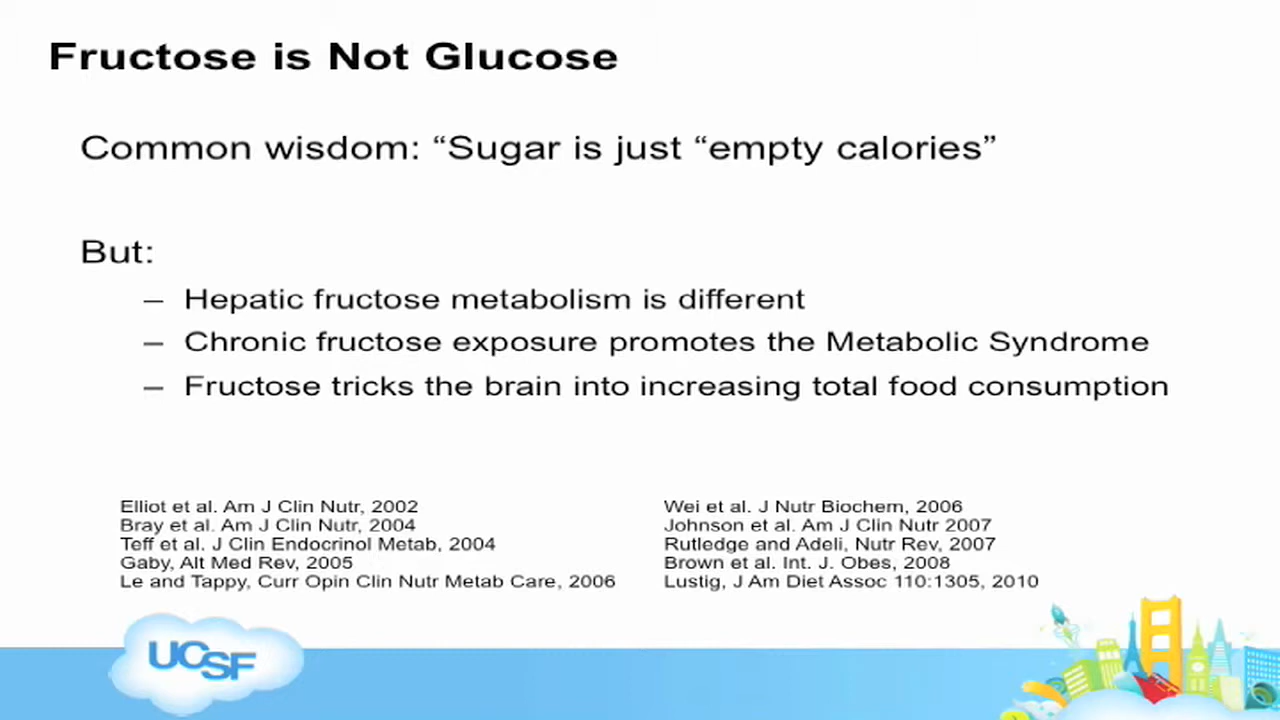 Fructose is Not Glucose
Common wisdom: “Sugar is just “empty calories”
But:
– Hepatic fructose metabolism is different
– Chronic fructose exposure promotes the Metabolic Syndrome
– Fructose tricks the brain into increasing total food consumption
Elliot et al. Am J Clin Nutr, 2002
Bray et al. Am J Clin Nutr, 2004
Teff et al. J Clin Endocrinol Metab, 2004
Gaby, Alt Med Rev, 2005
Le and Tappy, Curr Opin Clin Nutr Metab Care, 2006
Wei et al. J Nutr Biochem, 2006
Johnson et al. Am J Clin Nutr 2007
Rutledge and Adeli, Nutr Rev, 2007
Brown et al. Int. J. Obes, 2008
Lustig, J Am Diet Assoc 110:1305, 2010
UCSF